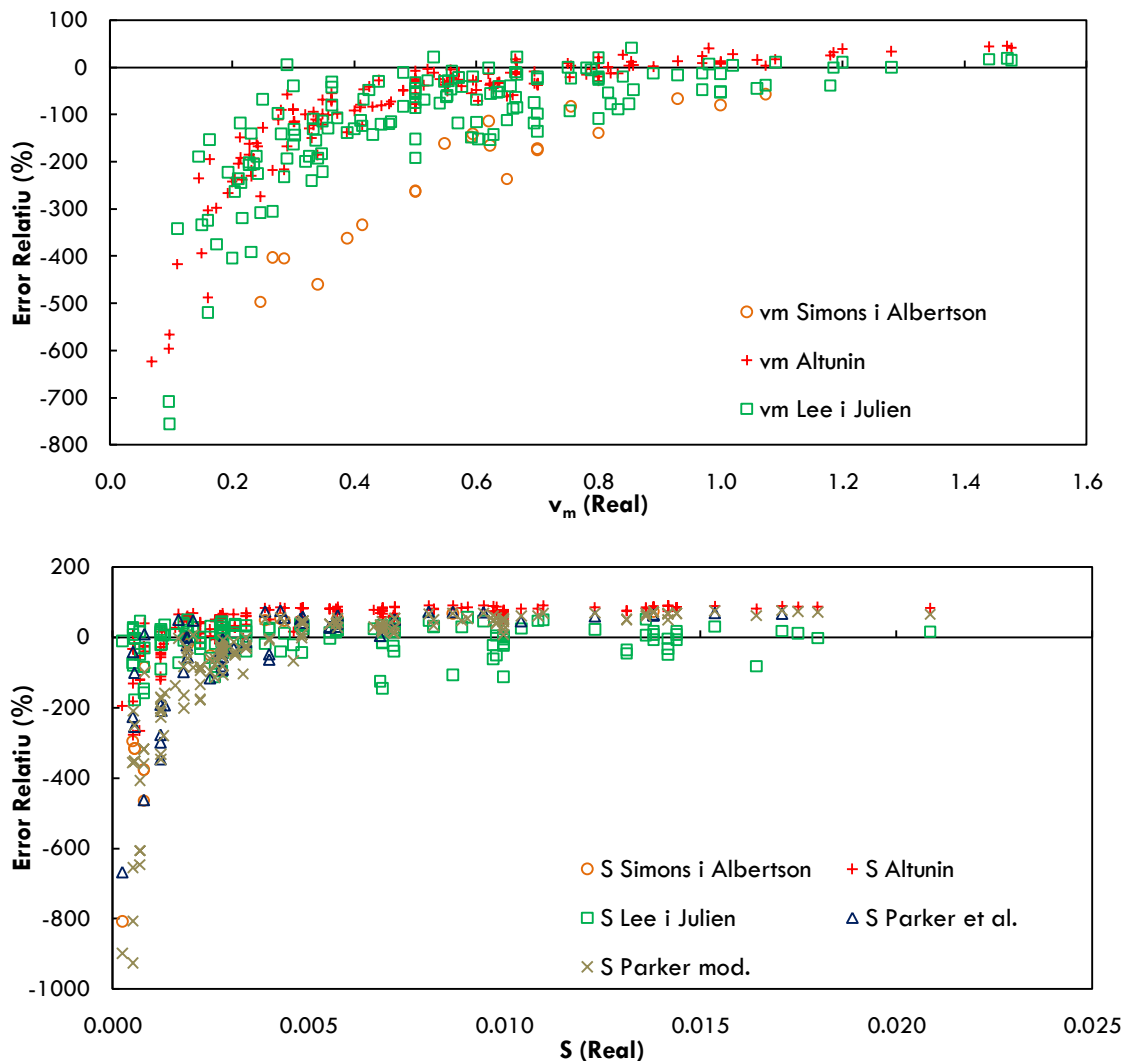 100
0
-100
-200
-300
-400
-500
-600
-700
-800
Error Relatiu (%)
vm Simons i Albertson
vm Altunin
vm Lee i Julien
0.0 0.2 0.4 0.6 0.8 1.0 1.2 1.4 1.6
vm (Real)
200
0
-200
-400
-600
-800
-1000
Error Relatiu (%)
S Simons i Albertson S Altunin
S Lee i Julien S Parker et al.
S Parker mod.
0.000 0.005 0.010 0.015 0.020 0.025
S (Real)